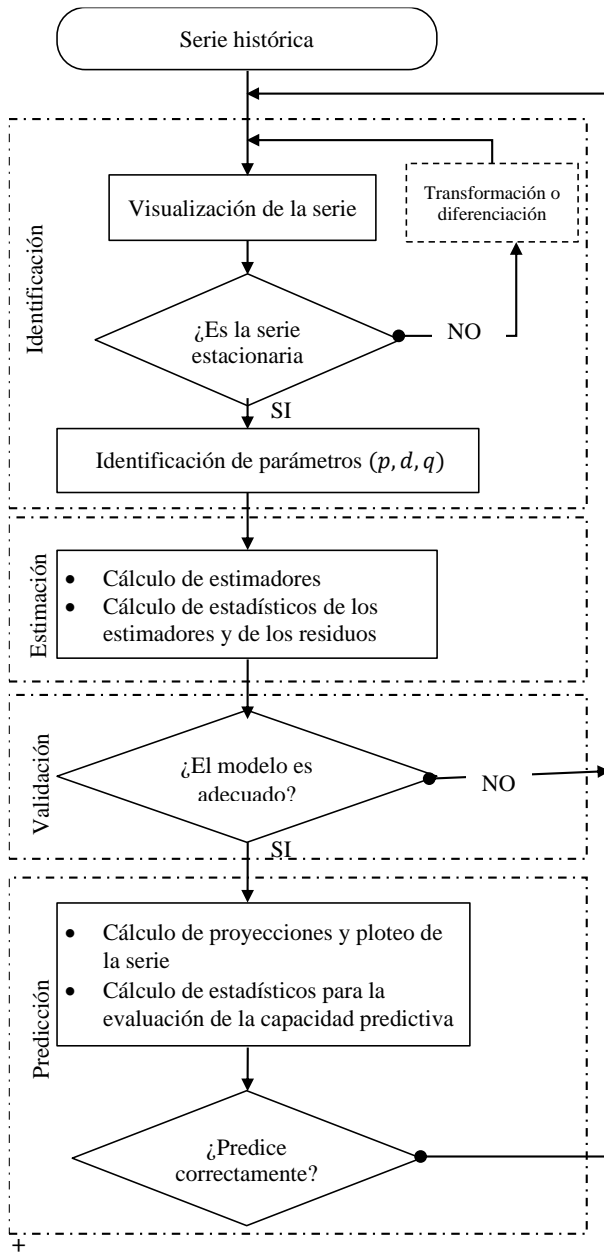 Serie histórica
Identificación
Visualización de la serie
Transformación o
diferenciación
¿Es la serie
estacionaria
NO
SI
Identificación de parámetros (p, d, q)
Estimación
• Cálculo de estimadores
• Cálculo de estadísticos de los
estimadores y de los residuos
Validación
¿El modelo es
adecuado?
NO
SI
Predicción
• Cálculo de proyecciones y ploteo de
la serie
• Cálculo de estadísticos para la
evaluación de la capacidad predictiva
¿Predice
correctamente?
+